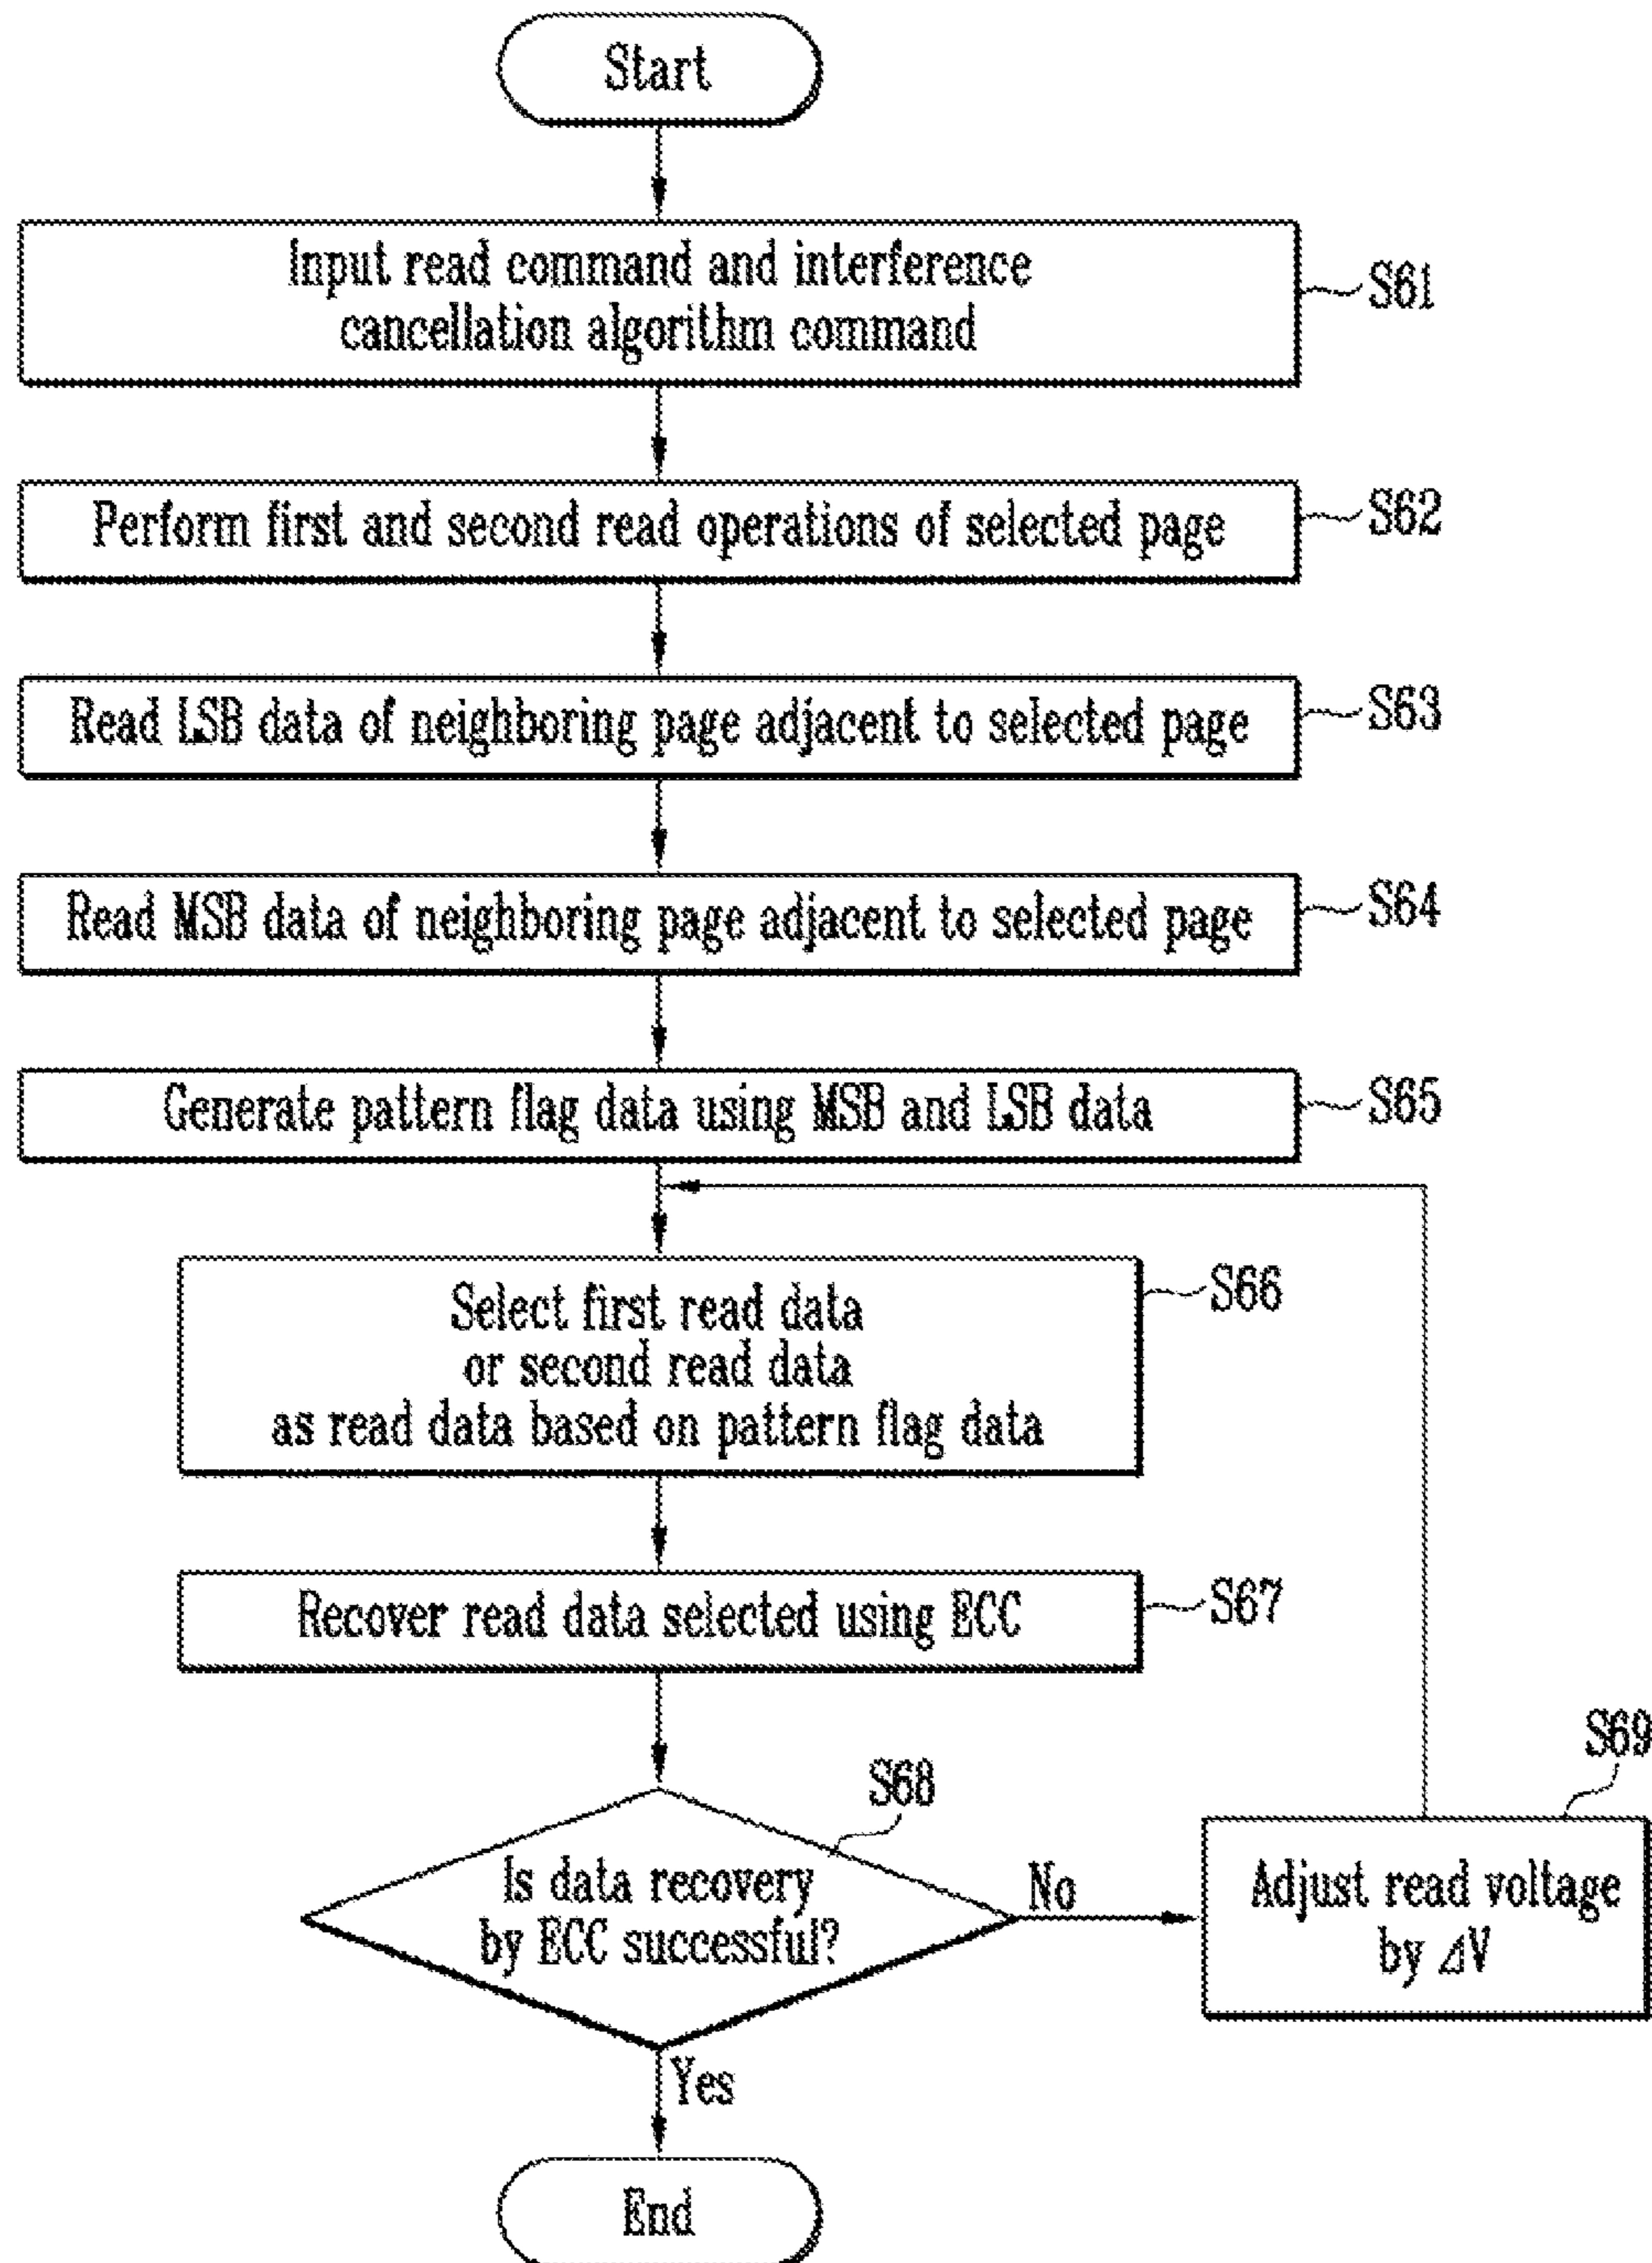 Start
Input read command and interference
cancellation algorithm command
S61
Perform first and second read operations of selected page
S62
Read LSB data of neighboring page adjacent to selected page
S63
Read MSB data of neighboring page adjacent to selected page
S64
Generate pattern flag data using MSB and LSB data
S65
Select first read data
or second read data
as read data based on pattern flag data
S66
Recover read data selected using ECC
S67
S68
Is data recovery
by ECC successful?
No
S69
Adjust read voltage
by ⊿V
Yes
End